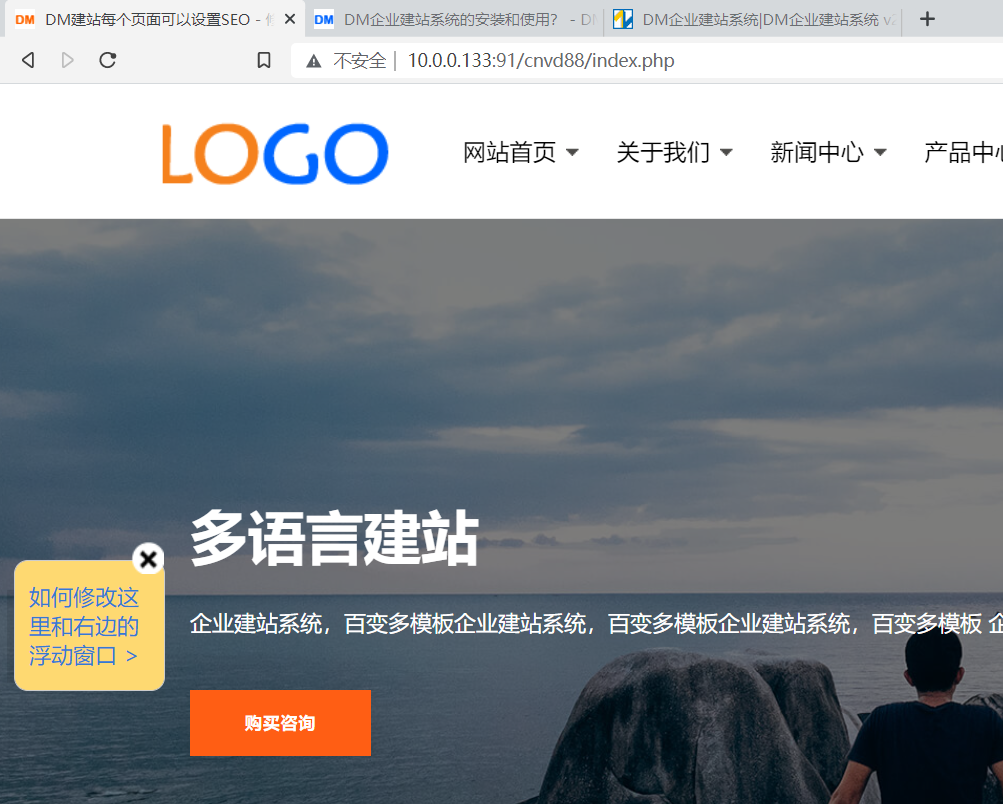 DM DM建站每个页面可以设置SEO -
DM DM企业建站系统的安装和使用? - D
DM企业建站系统|DM企业建站系统 v
不安全 | 10.0.0.133:91/cnvd88/index.php
LOGO
网站首页 关于我们 新闻中心 产品中心
多语言建站
如何修改这
里和右边的
浮动窗口 >
企业建站系统，百变多模板企业建站系统，百变多模板企业建站系统，百变多模板 企
购买咨询